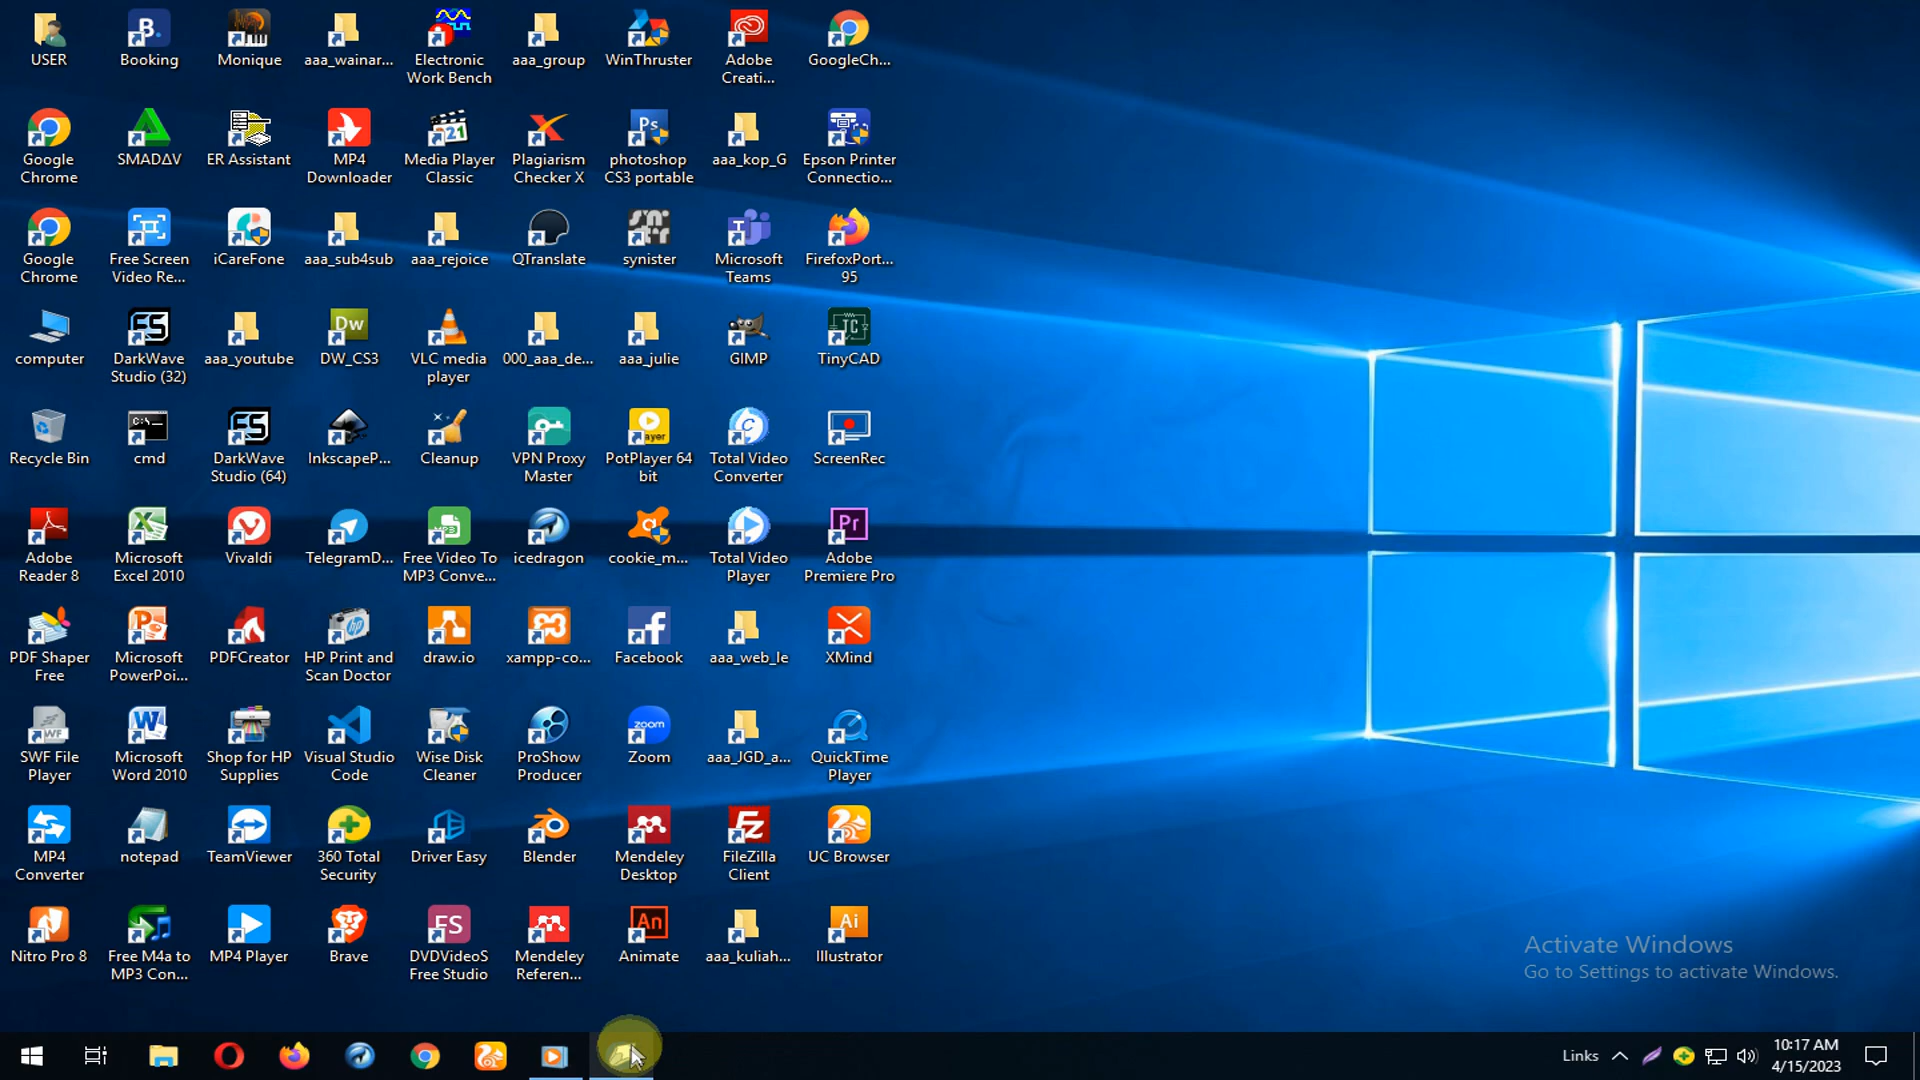 USER
Booking
Monique
aaa_wainar...
Electronic
Work Bench
aaa_group
WinThruster
Adobe
Creati...
GoogleCh...
Google
Chrome
SMADΔV
ER Assistant
MP4
Downloader
Media Player
Classic
Plagiarism
Checker X
photoshop
CS3 portable
aaa_kop_G
Epson Printer
Connectio...
Google
Chrome
Free Screen
Video Re...
iCareFone
aaa_sub4sub
aaa_rejoice
QTranslate
synister
Microsoft
Teams
FirefoxPort...
95
computer
DarkWave
Studio (32)
aaa_youtube
DW_CS3
VLC media
player
000_aaa_de...
aaa_julie
GIMP
TinyCAD
Recycle Bin
cmd
DarkWave
Studio (64)
InkscapeP...
Cleanup
VPN Proxy
Master
PotPlayer 64
bit
Total Video
Converter
ScreenRec
Adobe
Reader 8
Microsoft
Excel 2010
Vivaldi
TelegramD...
Free Video To
MP3 Conve...
icedragon
cookie_m...
Total Video
Player
Adobe
Premiere Pro
PDF Shaper
Free
Microsoft
PowerPoi...
PDFCreator
HP Print and
Scan Doctor
draw.io
xampp-co...
Facebook
aaa_web_le
XMind
SWF File
Player
Microsoft
Word 2010
Shop for HP
Supplies
Visual Studio
Code
Wise Disk
Cleaner
ProShow
Producer
zoom
Zoom
aaa_JGD_a...
QuickTime
Player
MP4
Converter
notepad
TeamViewer
360 Total
Security
Driver Easy
Blender
Mendeley
Desktop
FileZilla
Client
UC Browser
Nitro Pro 8
Free M4a to
MP3 Con...
MP4 Player
Brave
DVDVideoS
Free Studio
Mendeley
Referen...
Animate
aaa_kuliah...
Illustrator
Activate Windows
Go to Settings to activate Windows.
Links
10:17 AM
4/15/2023